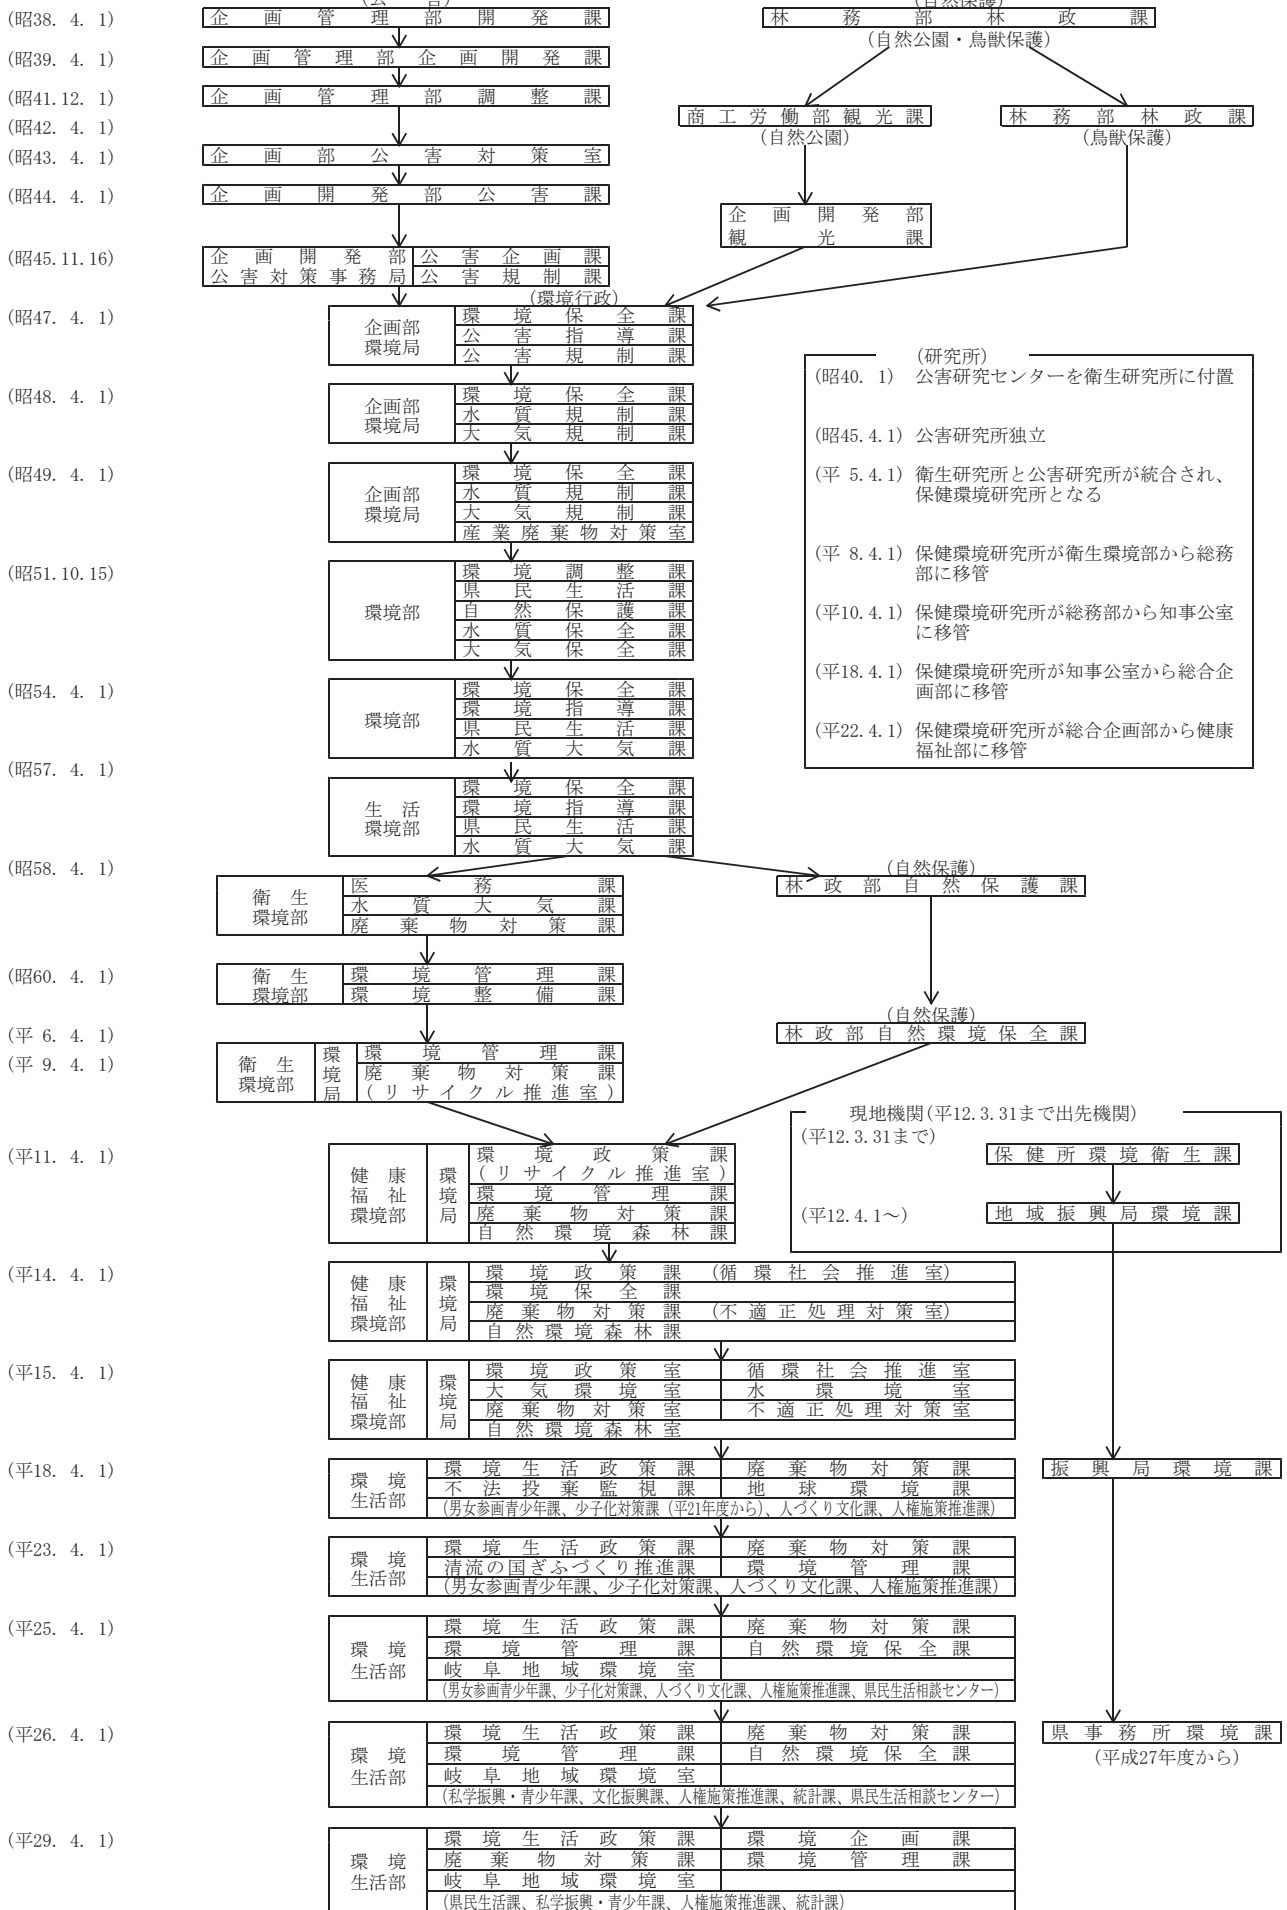 (昭38. 4. 1)
企画管理部開発課
林務部林政課
(自然公園・鳥獣保護)
(昭39. 4. 1)
企画管理部企画開発課
(昭41.12. 1)
企画管理部調整課
商工労働部観光課
(自然公園)
林務部林政課
(鳥獣保護)
(昭42. 4. 1)
(昭43. 4. 1)
企画部公害対策室
(昭44. 4. 1)
企画開発部公害課
企画開発部
観光課
(昭45.11.16)
企画開発部
公害対策事務局
公害企画課
公害規制課
(環境行政)
(昭47. 4. 1)
企画部
環境局
環境保全課
公害指導課
公害規制課
(昭48. 4. 1)
企画部
環境局
環境保全課
水質規制課
大気規制課
(昭49. 4. 1)
企画部
環境局
環境保全課
水質規制課
大気規制課
産業廃棄物対策室
(昭51.10.15)
環境部
環境調整課
県民生活課
自然保護課
水質保全課
大気保全課
(昭54. 4. 1)
環境部
環境保全課
環境指導課
県民生活課
水質大気課
(昭57. 4. 1)
生活
環境部
環境保全課
環境指導課
県民生活課
水質大気課
(研究所)
(昭40. 1) 公害研究センターを衛生研究所に付置
(昭45.4.1) 公害研究所独立
(平 5.4.1) 衛生研究所と公害研究所が統合され、
保健環境研究所となる
(平 8.4.1) 保健環境研究所が衛生環境部から総務
部に移管
(平10.4.1) 保健環境研究所が総務部から知事公室
に移管
(平18.4.1) 保健環境研究所が知事公室から総合企
画部に移管
(平22.4.1) 保健環境研究所が総合企画部から健康
福祉部に移管
(昭58. 4. 1)
衛生
環境部
医務課
水質大気課
廃棄物対策課
(自然保護)
林政部自然保護課
(昭60. 4. 1)
衛生
環境部
環境管理課
環境整備課
(平 6. 4. 1)
(自然保護)
林政部自然環境保全課
(平 9. 4. 1)
衛生
環境部
環境局
環境管理課
廃棄物対策課
(リサイクル推進室)
(平11. 4. 1)
健康
福祉
環境部
環境局
環境政策課
(リサイクル推進室)
環境管理課
廃棄物対策課
自然環境森林課
現地機関(平12.3.31まで出先機関)
(平12.3.31まで)
保健所環境衛生課
(平12.4.1～)
地域振興局環境課
(平14. 4. 1)
健康
福祉
環境部
環境局
環境政策課 (循環社会推進室)
環境保全課
廃棄物対策課 (不適正処理対策室)
自然環境森林課
(平15. 4. 1)
健康
福祉
環境部
環境局
環境政策室 循環社会推進室
大気環境室 水環境室
廃棄物対策室 不適正処理対策室
自然環境森林室
(平18. 4. 1)
環境
生活部
環境生活政策課 廃棄物対策課
不法投棄監視課 地球環境課
(男女参画青少年課、少子化対策課（平21年度から）、人づくり文化課、人権施策推進課)
振興局環境課
(平23. 4. 1)
環境
生活部
環境生活政策課 廃棄物対策課
清流の国ぎふづくり推進課 環境管理課
(男女参画青少年課、少子化対策課、人づくり文化課、人権施策推進課)
(平25. 4. 1)
環境
生活部
環境生活政策課 廃棄物対策課
環境管理課 自然環境保全課
岐阜地域環境室
(男女参画青少年課、少子化対策課、人づくり文化課、人権施策推進課、県民生活相談センター)
(平26. 4. 1)
環境
生活部
環境生活政策課 廃棄物対策課
環境管理課 自然環境保全課
岐阜地域環境室
(私学振興・青少年課、文化振興課、人権施策推進課、統計課、県民生活相談センター)
県事務所環境課
(平成27年度から)
(平29. 4. 1)
環境
生活部
環境生活政策課 環境企画課
廃棄物対策課 環境管理課
岐阜地域環境室
(県民生活課、私学振興・青少年課、人権施策推進課、統計課)